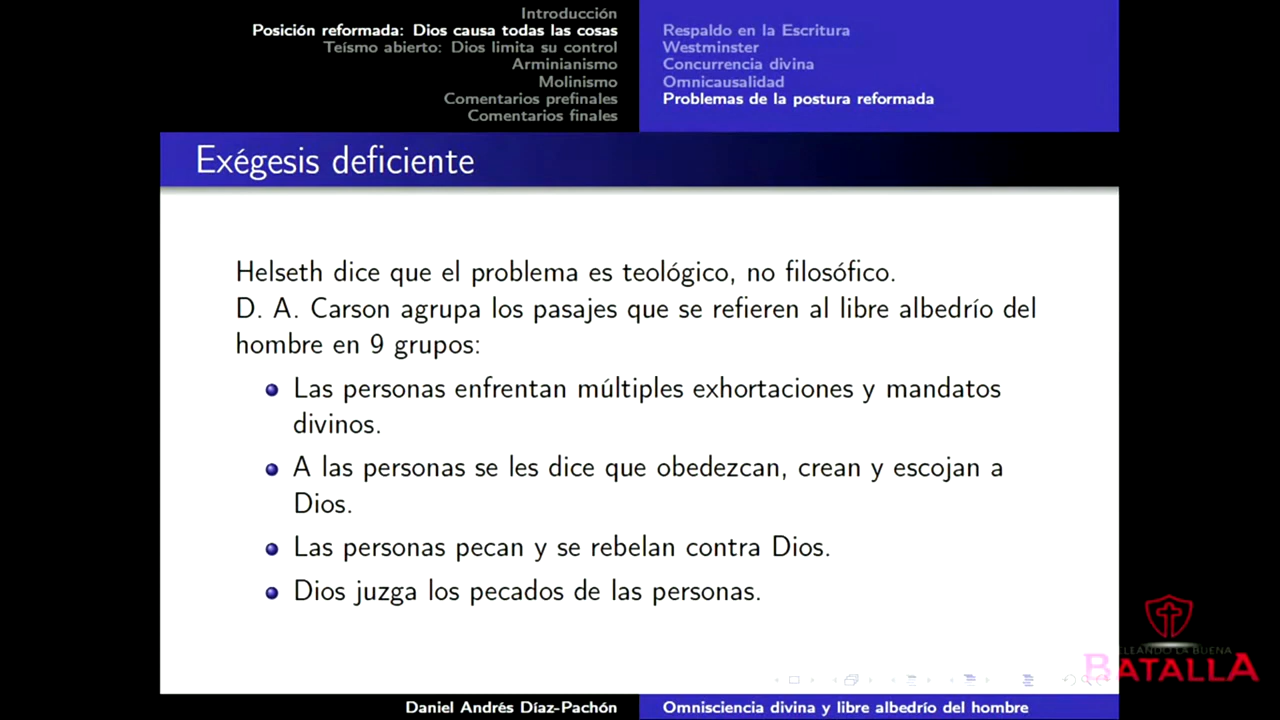 Introducción
Posición reformada: Dios causa todas las cosas
Teísmo abierto: Dios limita su control
Arminianismo
Molinismo
Comentarios prefinales
Comentarios finales
Respaldo en la Escritura
Westminster
Concurrencia divina
Omnicausalidad
Problemas de la postura reformada
Exégesis deficiente
Helseth dice que el problema es teológico, no filosófico.
D. A. Carson agrupa los pasajes que se refieren al libre albedrío del
hombre en 9 grupos:
Las personas enfrentan múltiples exhortaciones y mandatos
divinos.
A las personas se les dice que obedezcan, crean y escojan a
Dios.
Las personas pecan y se rebelan contra Dios.
Dios juzga los pecados de las personas.
LA BUENA
BATALLA
Daniel Andrés Díaz-Pachón
Omnisciencia divina y libre albedrío del hombre